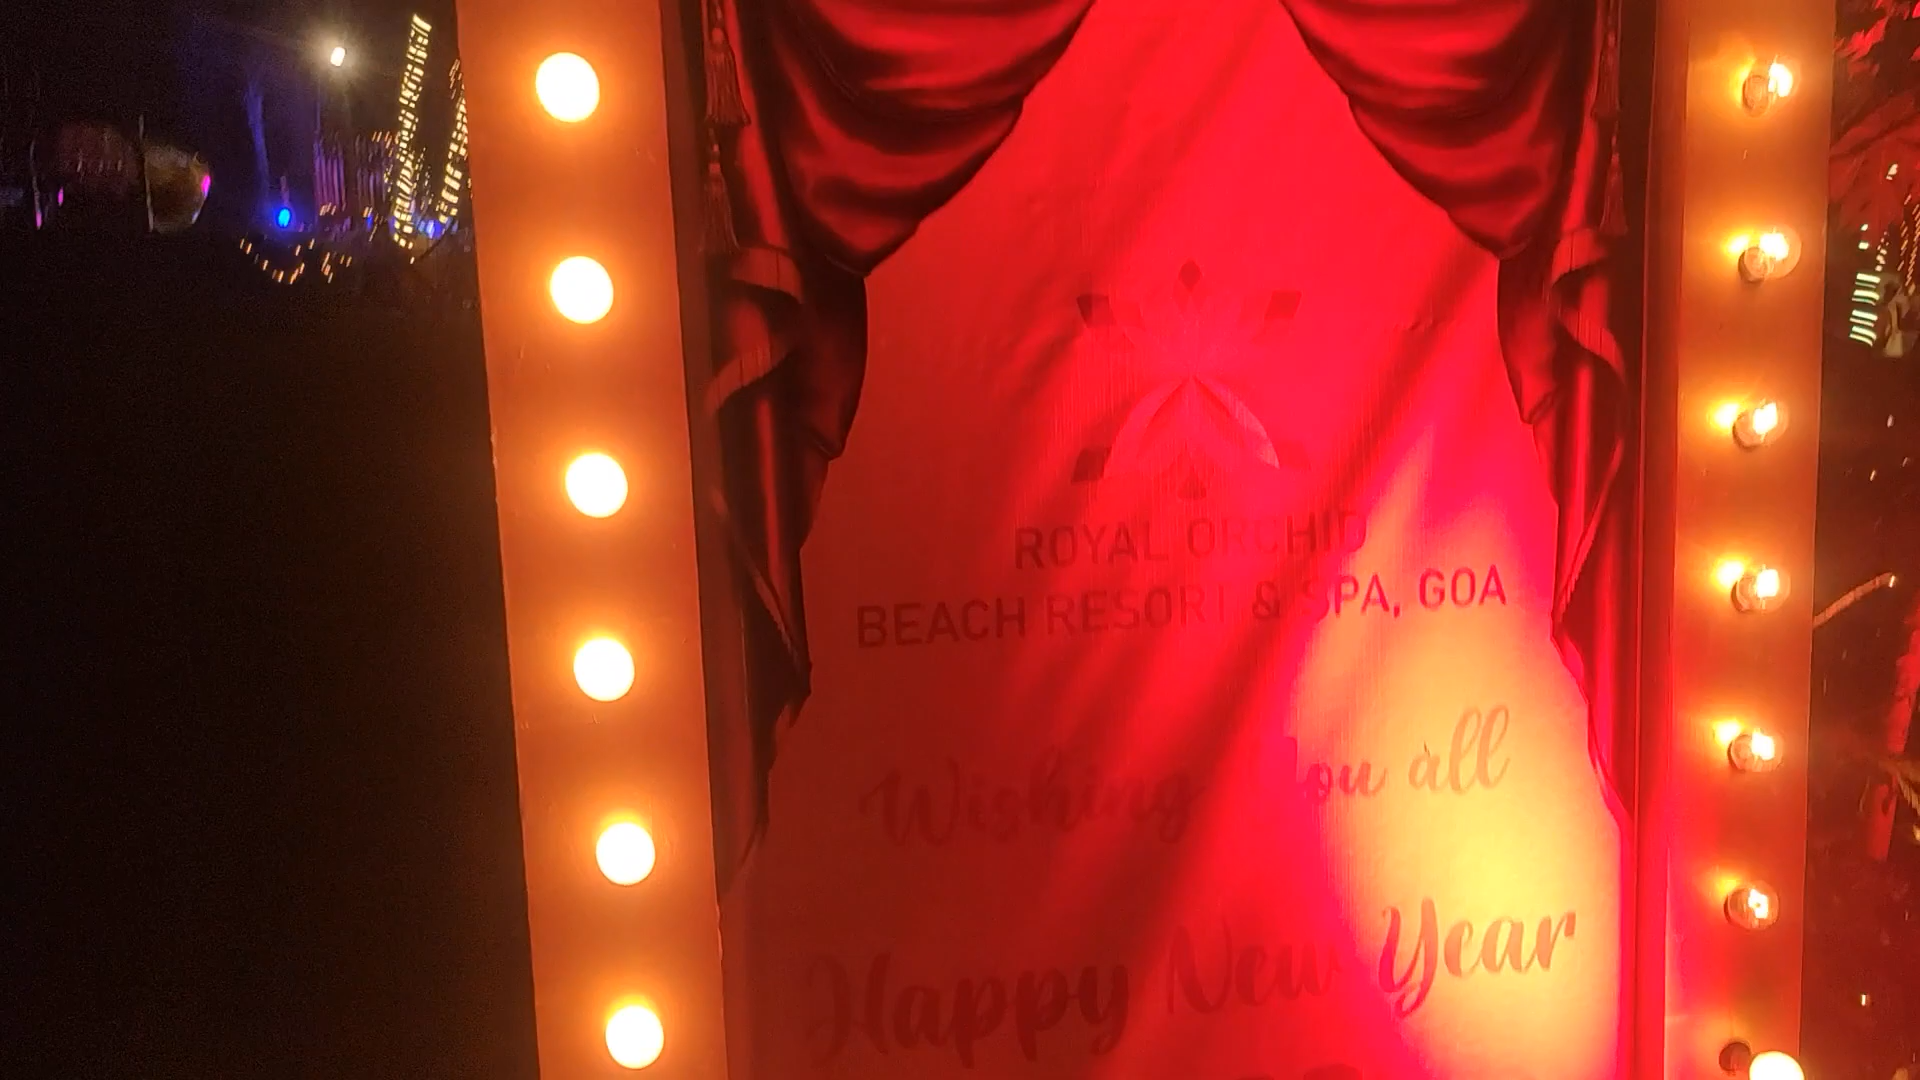 ROYAL ORCHID
BEACH RESORT & SPA, GOA
Wishing you all
Happy New Year